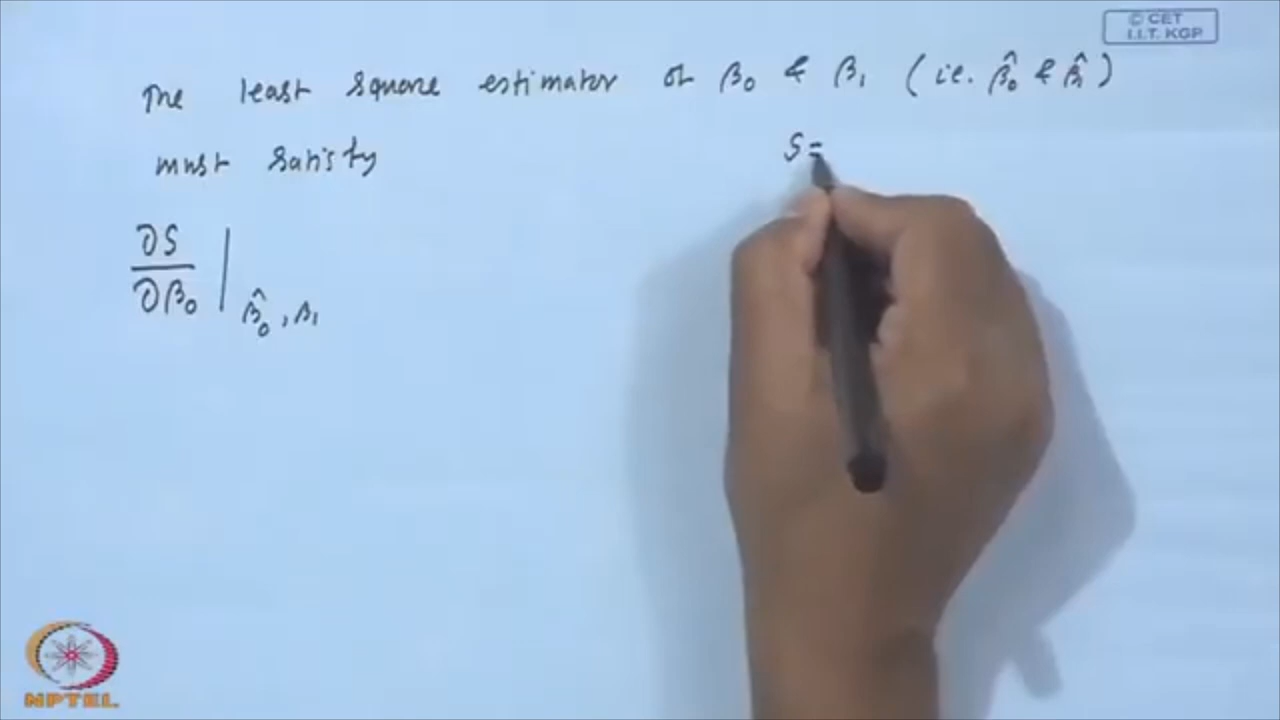 © CET
I.I.T. KGP
The least square estimator of β₀ & β₁ (i.e. β̂₀ & β̂₁)
must satisfy
S=
∂S
∂β₀ | β̂₀, β₁
NPTEL